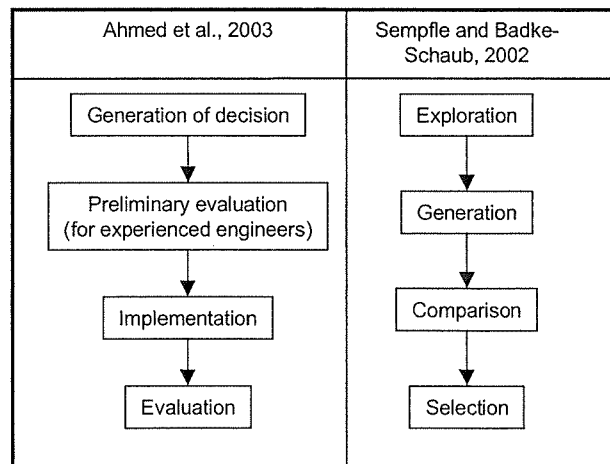 Ahmed et al., 2003
Sempfle and Badke-
Schaub, 2002
Generation of decision
Preliminary evaluation
(for experienced engineers)
Implementation
Evaluation
Exploration
Generation
Comparison
Selection